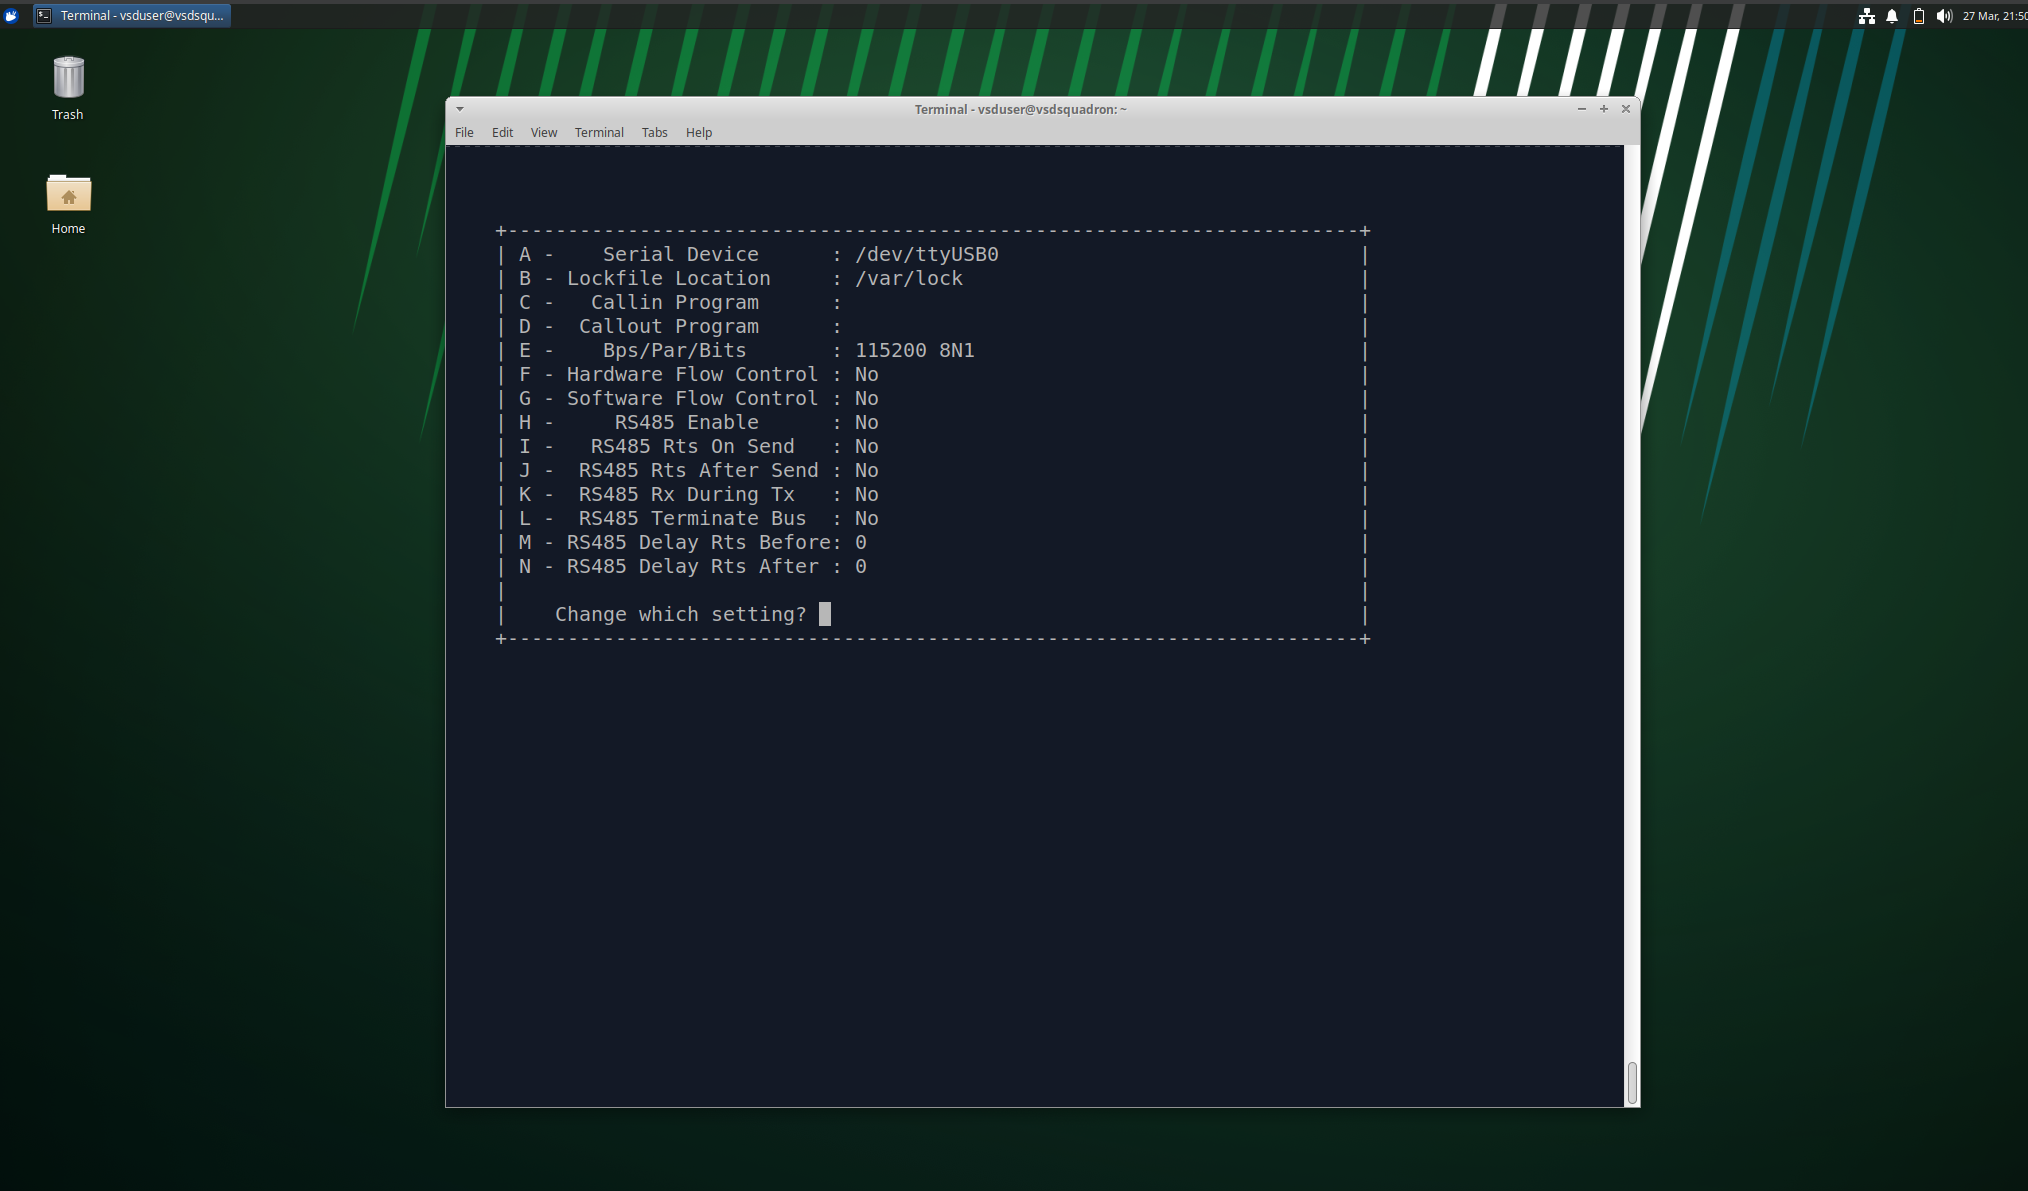 Terminal - vsduser@vsdsqu...
27 Mar, 21:50
Trash
Home
Terminal - vsduser@vsdsquadron: ~
File Edit View Terminal Tabs Help
+-----------------------------------------------------------------------+
| A -    Serial Device      : /dev/ttyUSB0                              |
| B - Lockfile Location     : /var/lock                                 |
| C -   Callin Program      :                                           |
| D -  Callout Program      :                                           |
| E -    Bps/Par/Bits       : 115200 8N1                                |
| F - Hardware Flow Control : No                                        |
| G - Software Flow Control : No                                        |
| H -     RS485 Enable      : No                                        |
| I -   RS485 Rts On Send   : No                                        |
| J -  RS485 Rts After Send : No                                        |
| K -  RS485 Rx During Tx   : No                                        |
| L -  RS485 Terminate Bus  : No                                        |
| M - RS485 Delay Rts Before: 0                                         |
| N - RS485 Delay Rts After : 0                                         |
|                                                                       |
|    Change which setting?                                              |
+-----------------------------------------------------------------------+